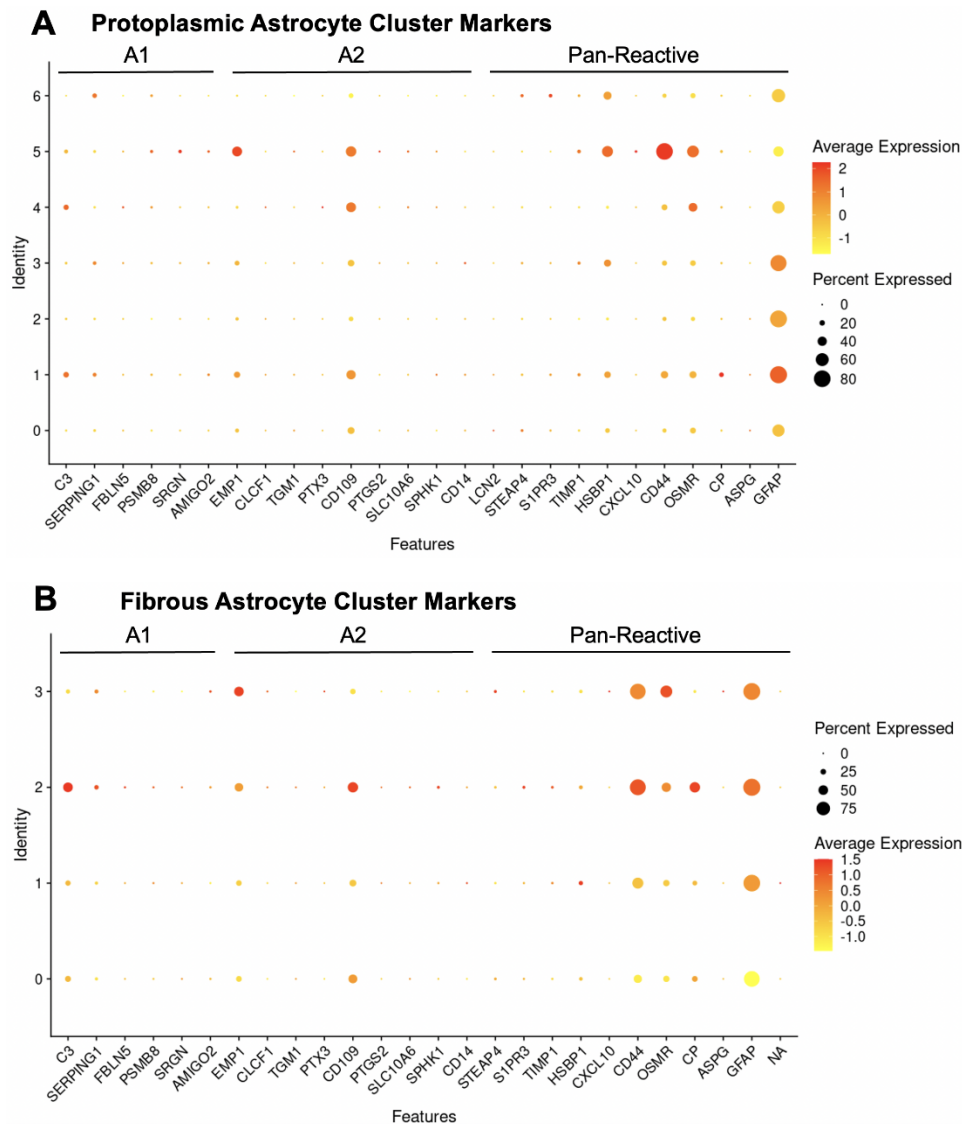 A Protoplasmic Astrocyte Cluster Markers
A1 A2 Pan-Reactive
6
5
4
3
2
1
0
Identity
C3 SERPING1 FBLN5 PSMB8 SRGN AMIGO2 EMP1 CLCF1 TGM1 PTX3 CD109 PTGS2 SLC10A6 SPHK1 CD14 LCN2 STEAP4 S1PR3 TIMP1 HSBP1 CXCL10 CD44 OSMR CP ASPG GFAP
Features
Average Expression
2
1
0
-1
Percent Expressed
0
20
40
60
80
B Fibrous Astrocyte Cluster Markers
A1 A2 Pan-Reactive
3
2
1
0
Identity
C3 SERPING1 FBLN5 PSMB8 SRGN AMIGO2 EMP1 CLCF1 TGM1 PTX3 CD109 PTGS2 SLC10A6 SPHK1 CD14 STEAP4 S1PR3 TIMP1 HSBP1 CXCL10 CD44 OSMR CP ASPG GFAP NA
Features
Percent Expressed
0
25
50
75
Average Expression
1.5
1.0
0.5
0.0
-0.5
-1.0